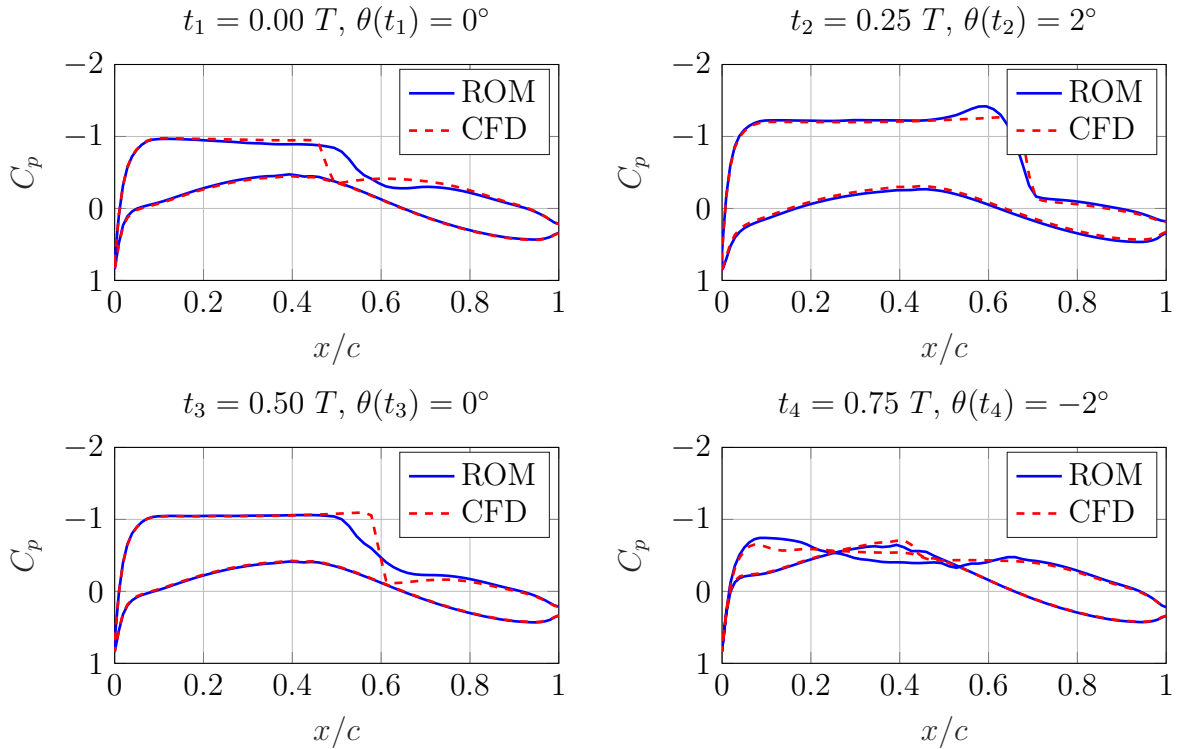 t₁ = 0.00 T, θ(t₁) = 0°
−2
−1
0
1
C_p
ROM
CFD
0 0.2 0.4 0.6 0.8 1
x/c
t₂ = 0.25 T, θ(t₂) = 2°
−2
−1
0
1
C_p
ROM
CFD
0 0.2 0.4 0.6 0.8 1
x/c
t₃ = 0.50 T, θ(t₃) = 0°
−2
−1
0
1
C_p
ROM
CFD
0 0.2 0.4 0.6 0.8 1
x/c
t₄ = 0.75 T, θ(t₄) = −2°
−2
−1
0
1
C_p
ROM
CFD
0 0.2 0.4 0.6 0.8 1
x/c